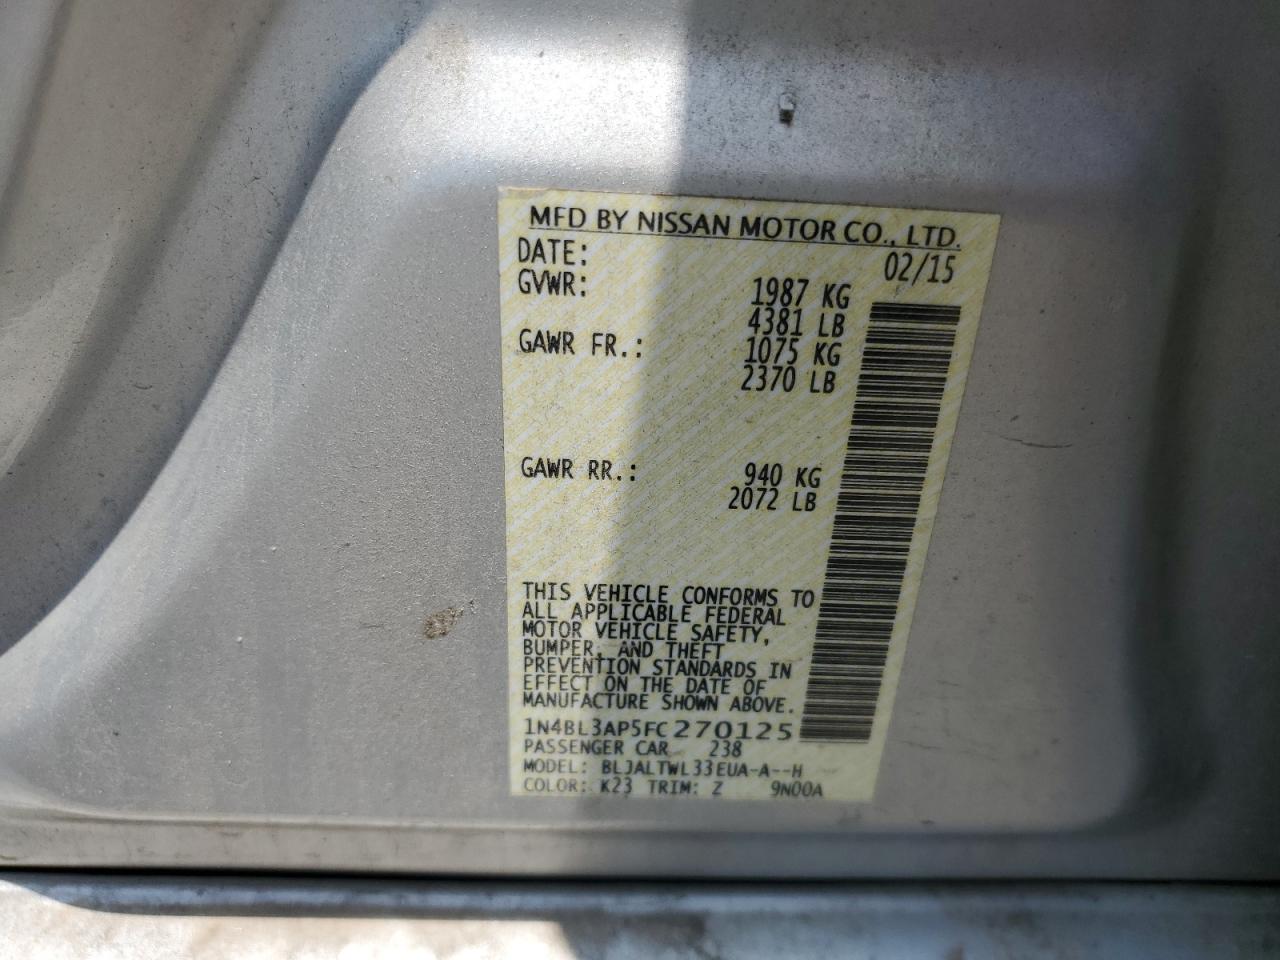 MFD BY NISSAN MOTOR CO., LTD.
DATE: 02/15
GVWR: 1987 KG
4381 LB
GAWR FR.: 1075 KG
2370 LB
GAWR RR.: 940 KG
2072 LB
THIS VEHICLE CONFORMS TO
ALL APPLICABLE FEDERAL
MOTOR VEHICLE SAFETY,
BUMPER, AND THEFT
PREVENTION STANDARDS IN
EFFECT ON THE DATE OF
MANUFACTURE SHOWN ABOVE.
1N4BL3AP5FC270125
PASSENGER CAR 238
MODEL: BLJALTWL33EUA-A--H
COLOR: K23 TRIM: Z 9N00A